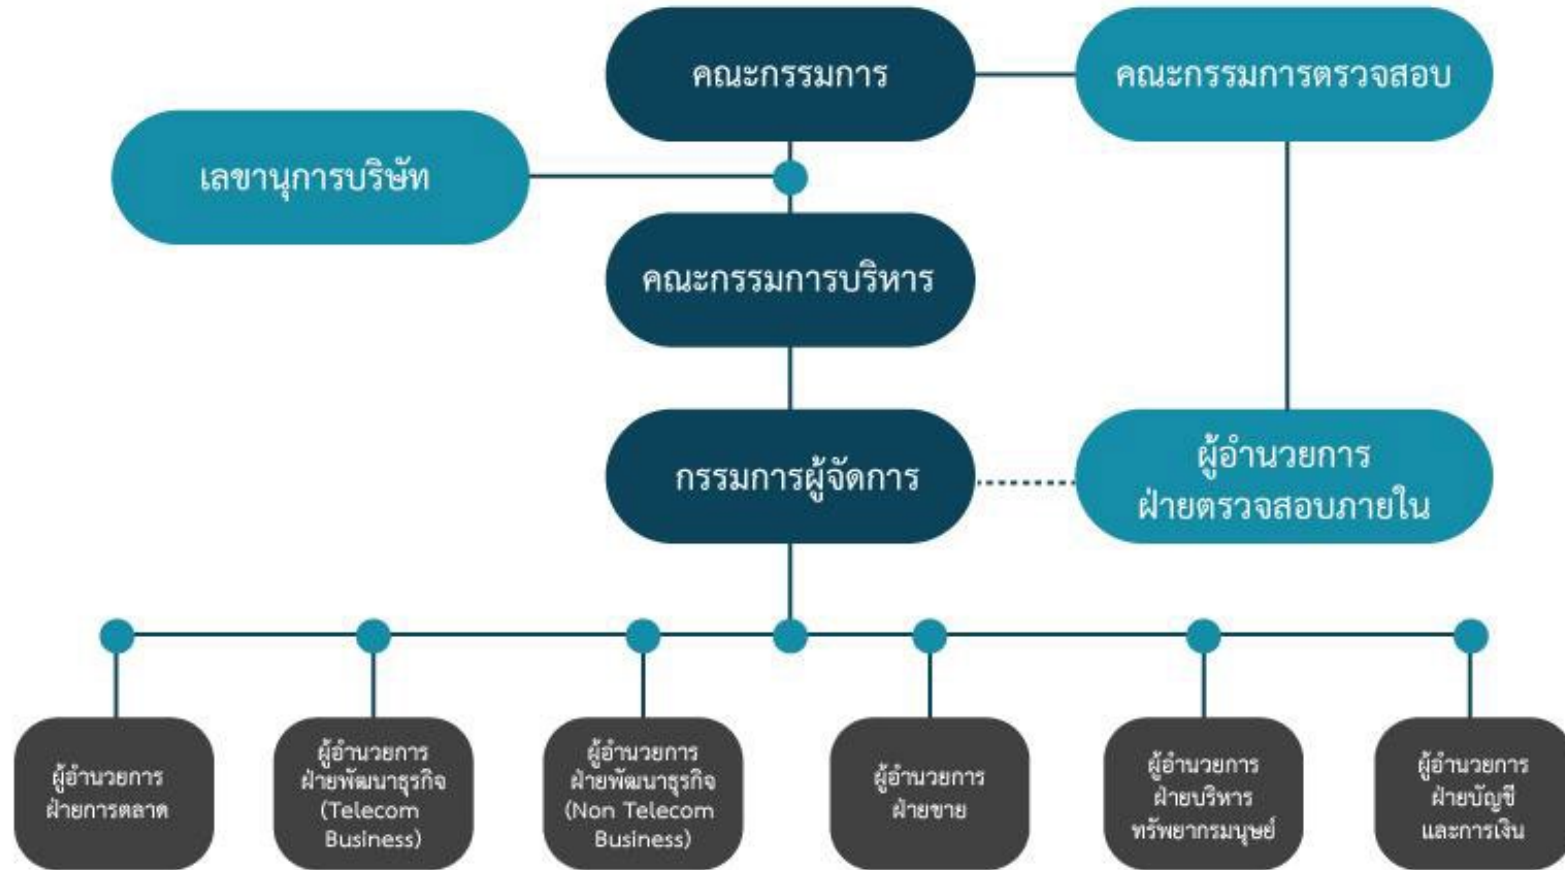 คณะกรรมการ
คณะกรรมการตรวจสอบ
เลขานุการบริษัท
คณะกรรมการบริหาร
กรรมการผู้จัดการ
ผู้อำนวยการ
ฝ่ายตรวจสอบภายใน
ผู้อำนวยการ
ฝ่ายการตลาด
ผู้อำนวยการ
ฝ่ายพัฒนาธุรกิจ
(Telecom
Business)
ผู้อำนวยการ
ฝ่ายพัฒนาธุรกิจ
(Non Telecom
Business)
ผู้อำนวยการ
ฝ่ายขาย
ผู้อำนวยการ
ฝ่ายบริหาร
ทรัพยากรมนุษย์
ผู้อำนวยการ
ฝ่ายบัญชี
และการเงิน